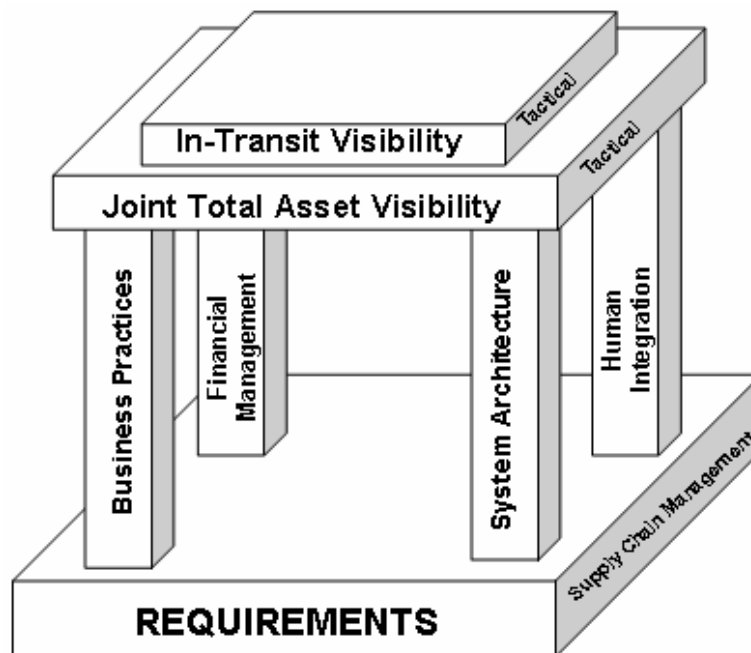 In-Transit Visibility
Tactical
Joint Total Asset Visibility
Tactical
Business Practices
Financial
Management
System Architecture
Human
Integration
REQUIREMENTS
Supply Chain Management